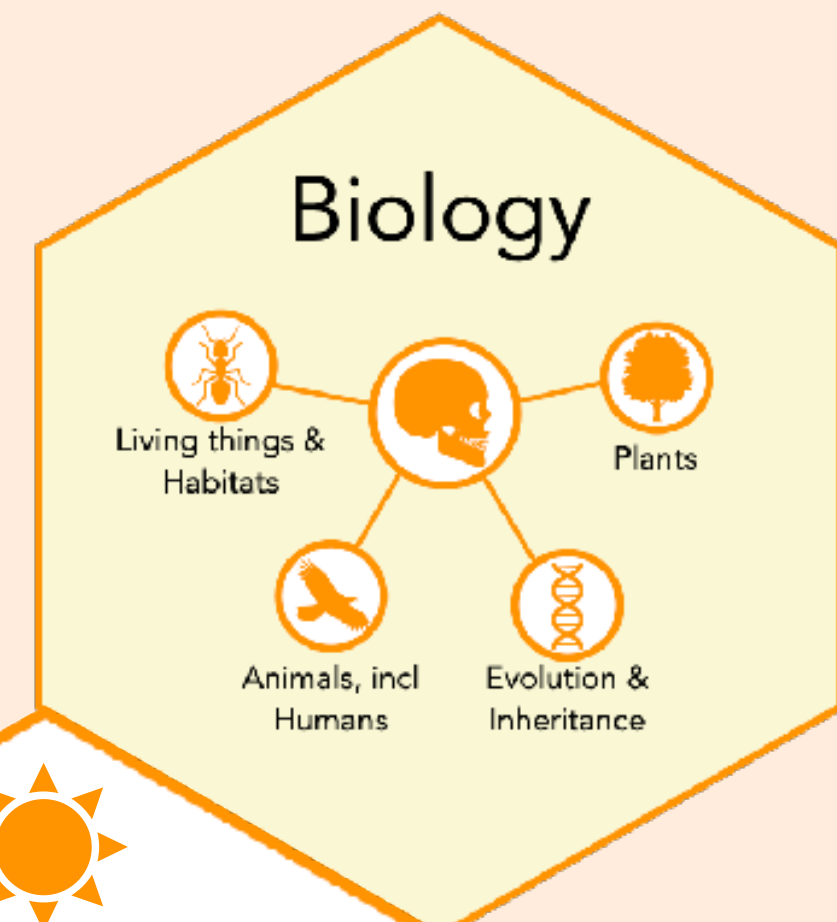 Biology
Living things &
Habitats
Plants
Animals, incl
Humans
Evolution &
Inheritance